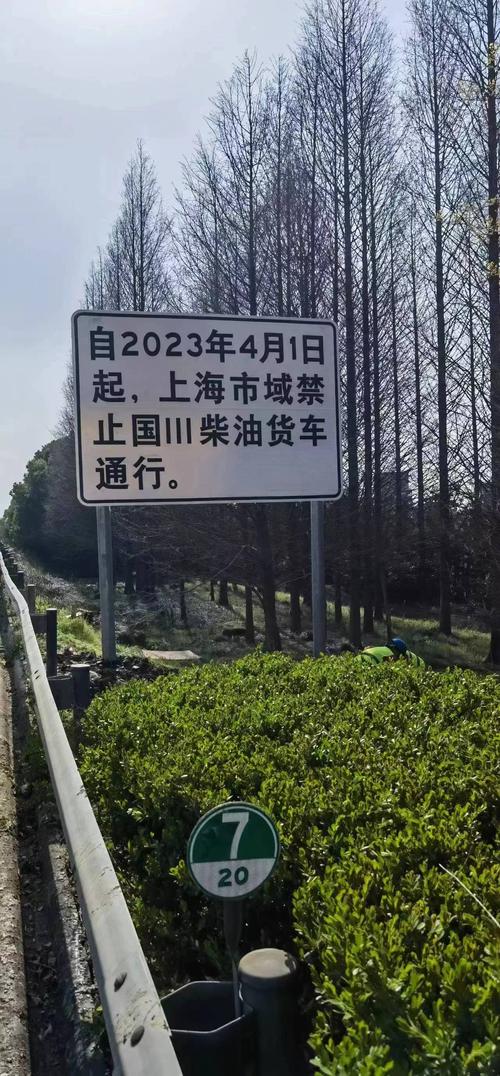 自2023年4月1日
起，上海市域禁
止国III柴油货车
通行。
7
20